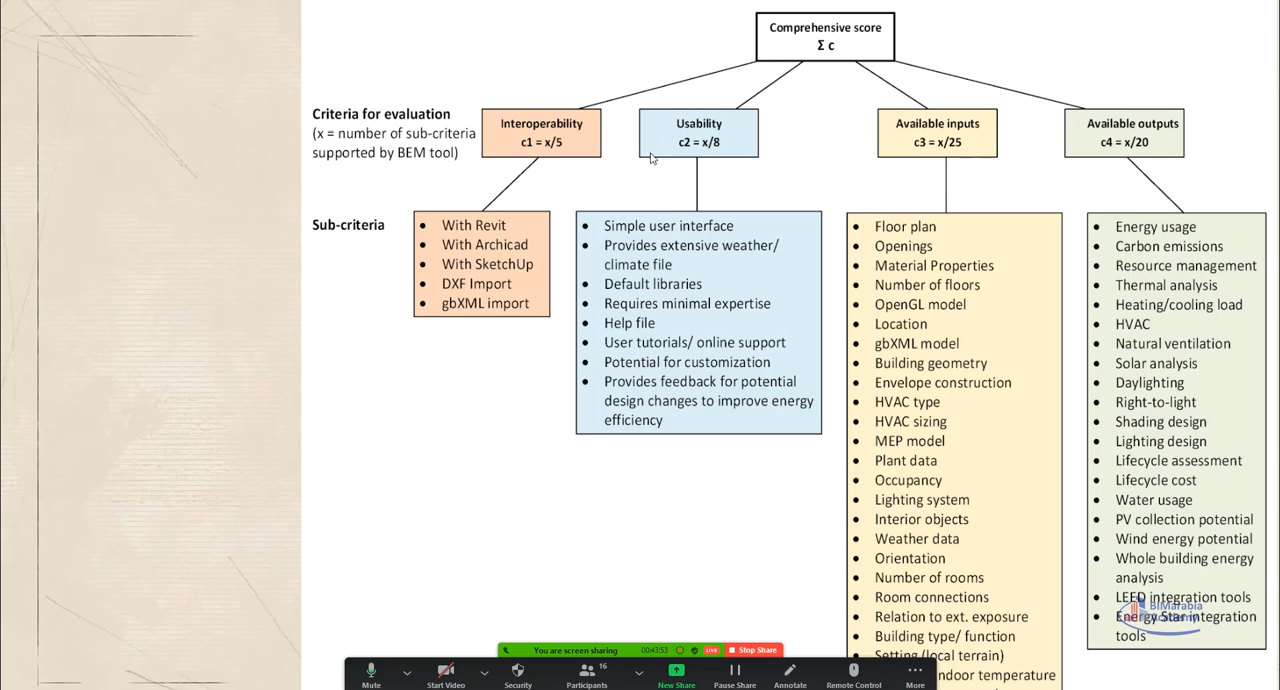 Comprehensive score
Σ c
Criteria for evaluation
(x = number of sub-criteria
supported by BEM tool)
Interoperability
c1 = x/5
Usability
c2 = x/8
Available inputs
c3 = x/25
Available outputs
c4 = x/20
Sub-criteria
• With Revit
• With Archicad
• With SketchUp
• DXF Import
• gbXML import
• Simple user interface
• Provides extensive weather/
climate file
• Default libraries
• Requires minimal expertise
• Help file
• User tutorials/ online support
• Potential for customization
• Provides feedback for potential
design changes to improve energy
efficiency
• Floor plan
• Openings
• Material Properties
• Number of floors
• OpenGL model
• Location
• gbXML model
• Building geometry
• Envelope construction
• HVAC type
• HVAC sizing
• MEP model
• Plant data
• Occupancy
• Lighting system
• Interior objects
• Weather data
• Orientation
• Number of rooms
• Room connections
• Relation to ext. exposure
• Building type/ function
• Setting (local terrain)
ndoor temperature
• Energy usage
• Carbon emissions
• Resource management
• Thermal analysis
• Heating/cooling load
• HVAC
• Natural ventilation
• Solar analysis
• Daylighting
• Right-to-light
• Shading design
• Lighting design
• Lifecycle assessment
• Lifecycle cost
• Water usage
• PV collection potential
• Wind energy potential
• Whole building energy
analysis
• LEED integration tools
• Energy Star integration
tools
BIMarabia
Academy
You are screen sharing
00:43:53
LIVE
Stop Share
Mute
Start Video
Security
Participants
16
New Share
Pause Share
Annotate
Remote Control
More